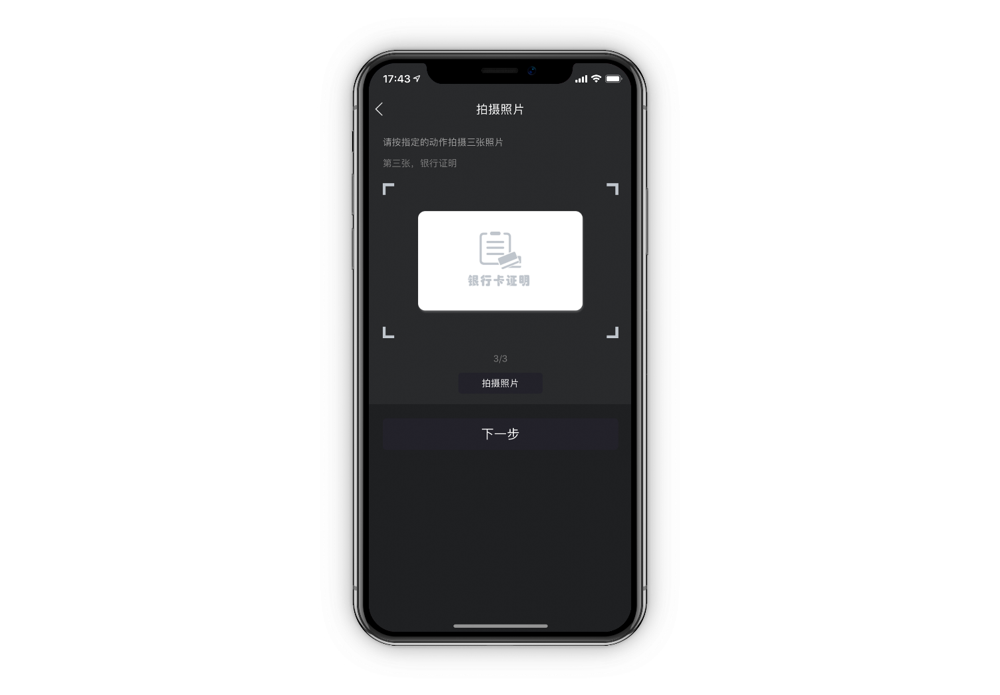 17:43
拍摄照片
请按指定的动作拍摄三张照片
第三张，银行证明
银行卡证明
3/3
拍摄照片
下一步